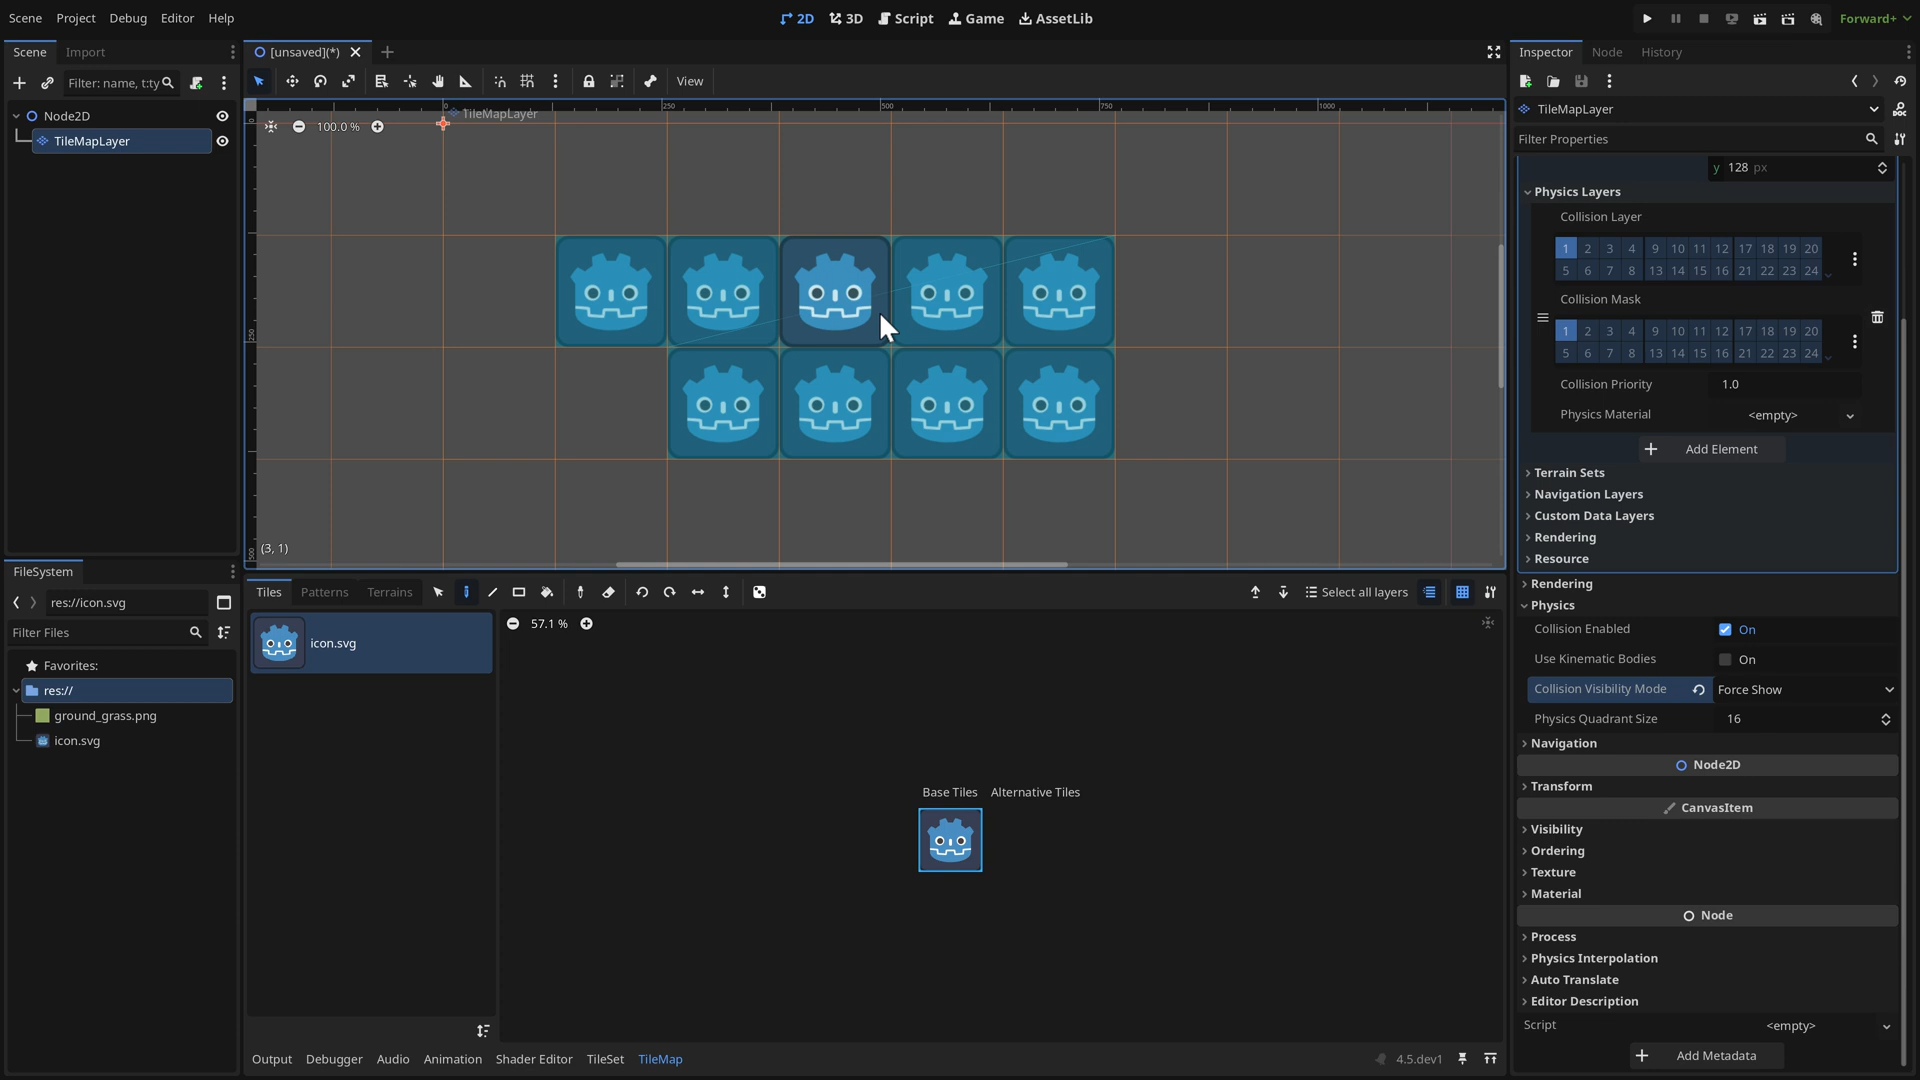 Scene Project Debug Editor Help
2D 3D Script Game AssetLib
Forward+
Scene Import
Filter: name, t:ty
Node2D
TileMapLayer
[unsaved](*)
View
0 250 500 750 1000
TileMapLayer
100.0 %
0
250
500
(3, 1)
FileSystem
res://icon.svg
Filter Files
Favorites:
res://
ground_grass.png
icon.svg
Tiles Patterns Terrains
Select all layers
icon.svg
57.1 %
Base Tiles Alternative Tiles
Output Debugger Audio Animation Shader Editor TileSet TileMap
4.5.dev1
Inspector Node History
TileMapLayer
Filter Properties
y 128 px
Physics Layers
Collision Layer
1 2 3 4 9 10 11 12 17 18 19 20
5 6 7 8 13 14 15 16 21 22 23 24
Collision Mask
1 2 3 4 9 10 11 12 17 18 19 20
5 6 7 8 13 14 15 16 21 22 23 24
Collision Priority 1.0
Physics Material <empty>
Add Element
Terrain Sets
Navigation Layers
Custom Data Layers
Rendering
Resource
Rendering
Physics
Collision Enabled On
Use Kinematic Bodies On
Collision Visibility Mode Force Show
Physics Quadrant Size 16
Navigation
Node2D
Transform
CanvasItem
Visibility
Ordering
Texture
Material
Node
Process
Physics Interpolation
Auto Translate
Editor Description
Script <empty>
Add Metadata